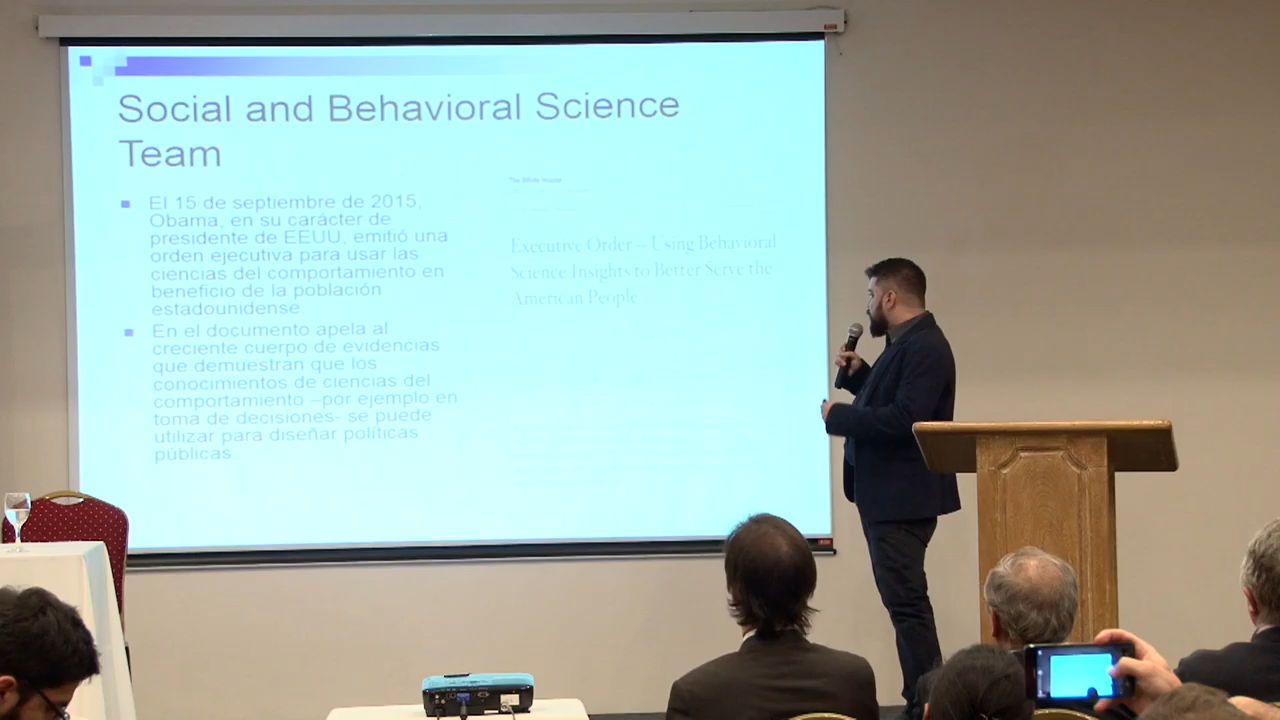 Social and Behavioral Science
Team
El 15 de septiembre de 2015,
Obama, en su carácter de
presidente de EEUU, emitió una
orden ejecutiva para usar las
ciencias del comportamiento en
beneficio de la población
estadounidense.
En el documento apela al
creciente cuerpo de evidencias
que demuestran que los
conocimientos de ciencias del
comportamiento –por ejemplo en
toma de decisiones- se puede
utilizar para diseñar políticas
públicas.
The White House
Executive Order – Using Behavioral
Science Insights to Better Serve the
American People